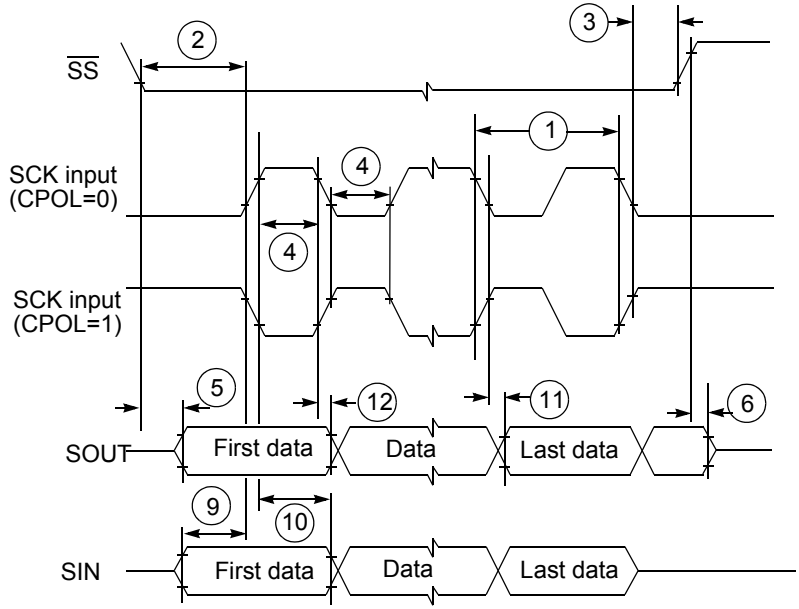 3
2
SS
1
SCK input
(CPOL=0)
4
4
SCK input
(CPOL=1)
5
12
11
6
SOUT
First data
Data
Last data
9
10
SIN
First data
Data
Last data